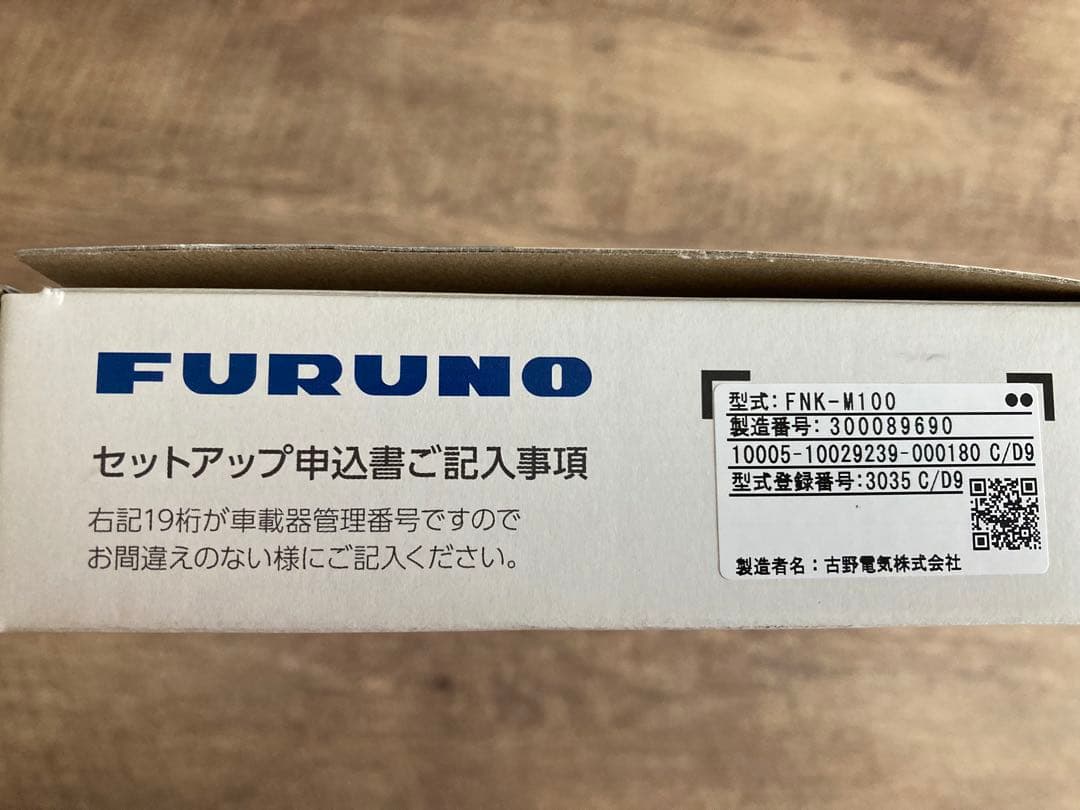 FURUNO
セットアップ申込書ご記入事項
右記19桁が車載器管理番号ですので
お間違えのない様にご記入ください。
型式:FNK-M100 ●●
製造番号:300089690
10005-10029239-000180 C/D9
型式登録番号:3035 C/D9
製造者名:古野電気株式会社